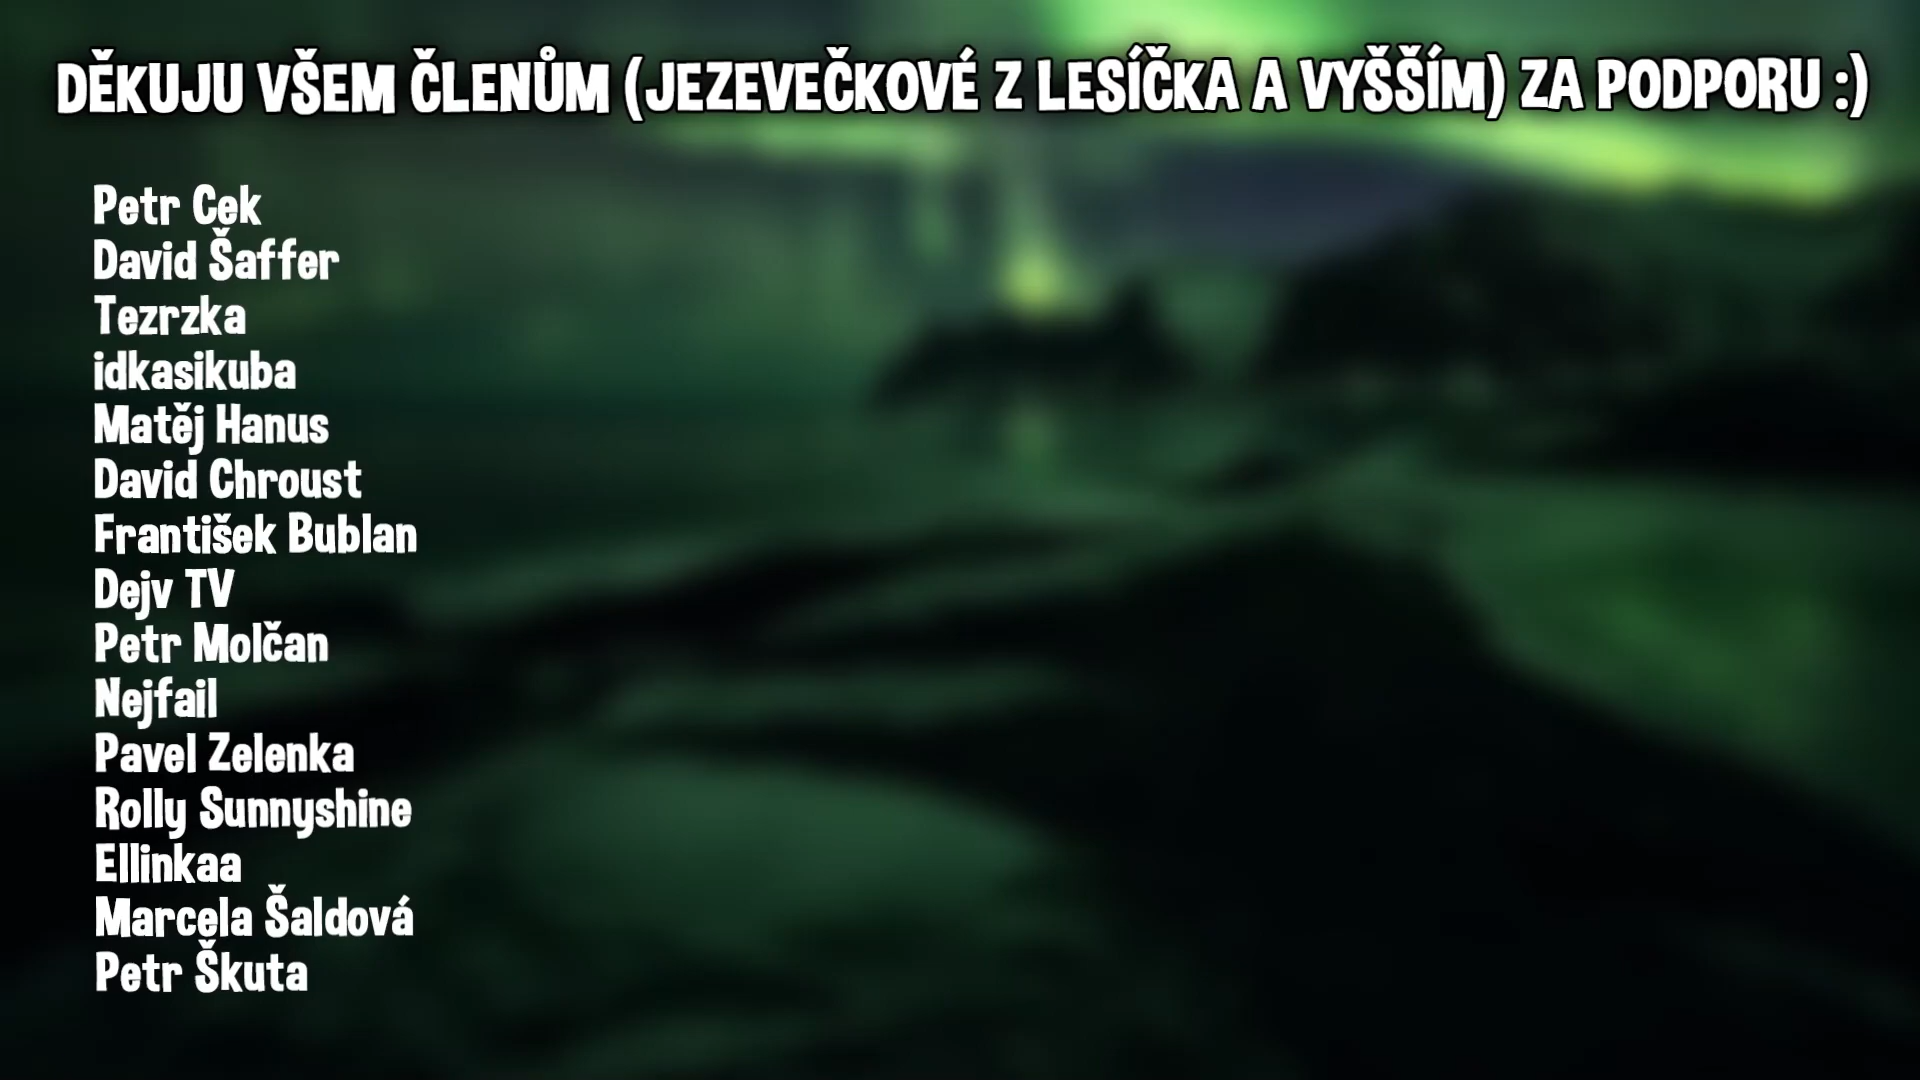 DĚKUJU VŠEM ČLENŮM (JEZEVEČKOVÉ Z LESÍČKA A VYŠŠÍM) ZA PODPORU :)
Petr Cek
David Šaffer
Tezrzka
idkasikuba
Matěj Hanus
David Chroust
František Bublan
Dejv TV
Petr Molčan
Nejfail
Pavel Zelenka
Rolly Sunnyshine
Ellinkaa
Marcela Šaldová
Petr Škuta